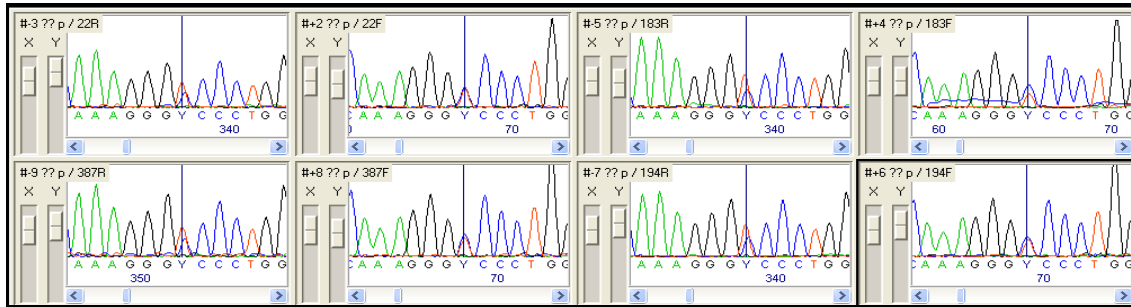 #-3 ?? p / 22R
X Y
A A A G G G Y C C C T G G
340
#+2 ?? p / 22F
X Y
C A A A G G G Y C C C T G G
0 70
#-5 ?? p / 183R
X Y
A A A G G G Y C C C T G G
340
#+4 ?? p / 183F
X Y
C A A A G G G Y C C C T G G
60 70
#-9 ?? p / 387R
X Y
A A A G G G Y C C C T G G
350
#+8 ?? p / 387F
X Y
C A A A G G G Y C C C T G G
70
#-7 ?? p / 194R
X Y
A A A G G G Y C C C T G G
340
#+6 ?? p / 194F
X Y
C A A A G G G Y C C C T G G
70